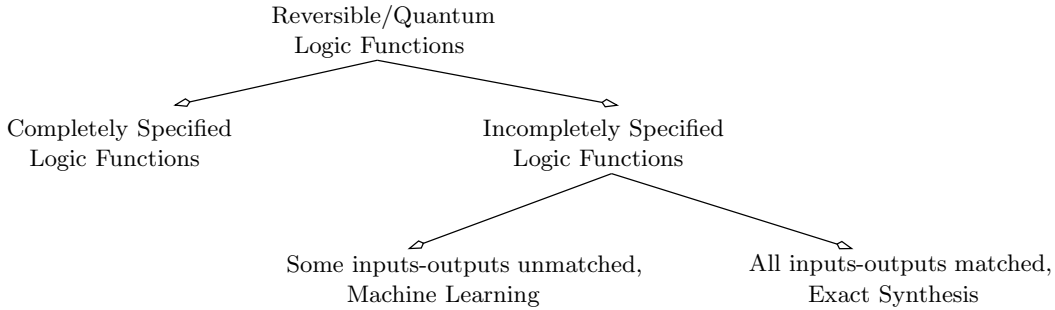 Reversible/Quantum
Logic Functions
Completely Specified
Logic Functions
Incompletely Specified
Logic Functions
Some inputs-outputs unmatched,
Machine Learning
All inputs-outputs matched,
Exact Synthesis